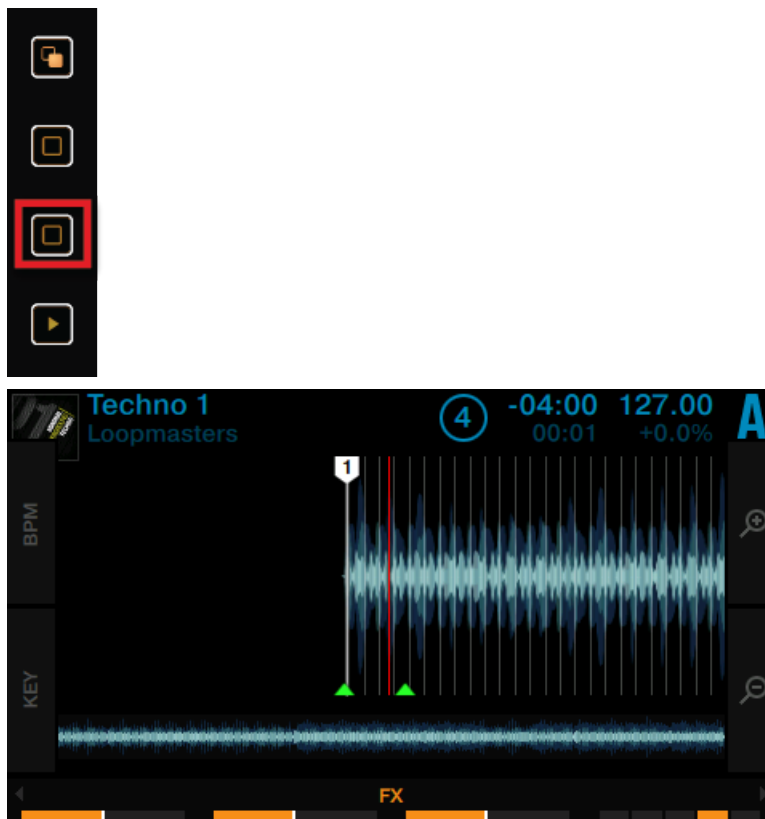 Techno 1
Loopmasters
4
-04:00
00:01
127.00
+0.0%
A
1
BPM
KEY
FX